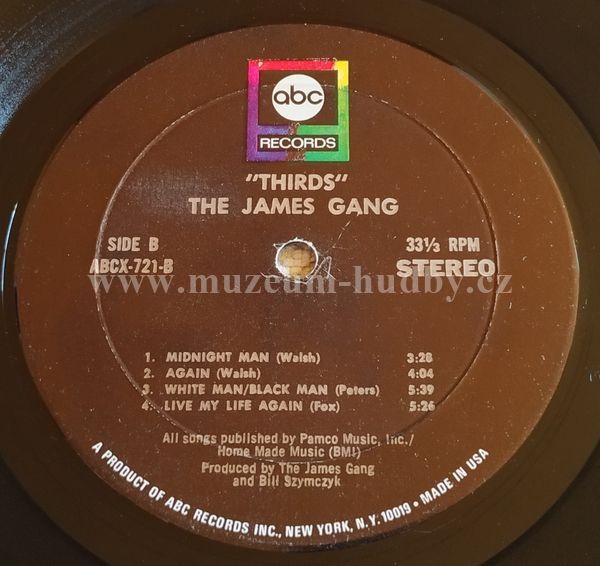 abc
RECORDS
"THIRDS"
THE JAMES GANG
SIDE B 33⅓ RPM
ABCX-721-B STEREO
www.muzeum-hudby.cz
1. MIDNIGHT MAN (Walsh) 3:28
2. AGAIN (Walsh) 4:04
3. WHITE MAN/BLACK MAN (Peters) 5:39
4. LIVE MY LIFE AGAIN (Fox) 5:26
All songs published by Pamco Music, Inc./
Home Made Music (BMI)
Produced by The James Gang
and Bill Szymczyk
A PRODUCT OF ABC RECORDS INC., NEW YORK, N.Y. 10019 • MADE IN USA